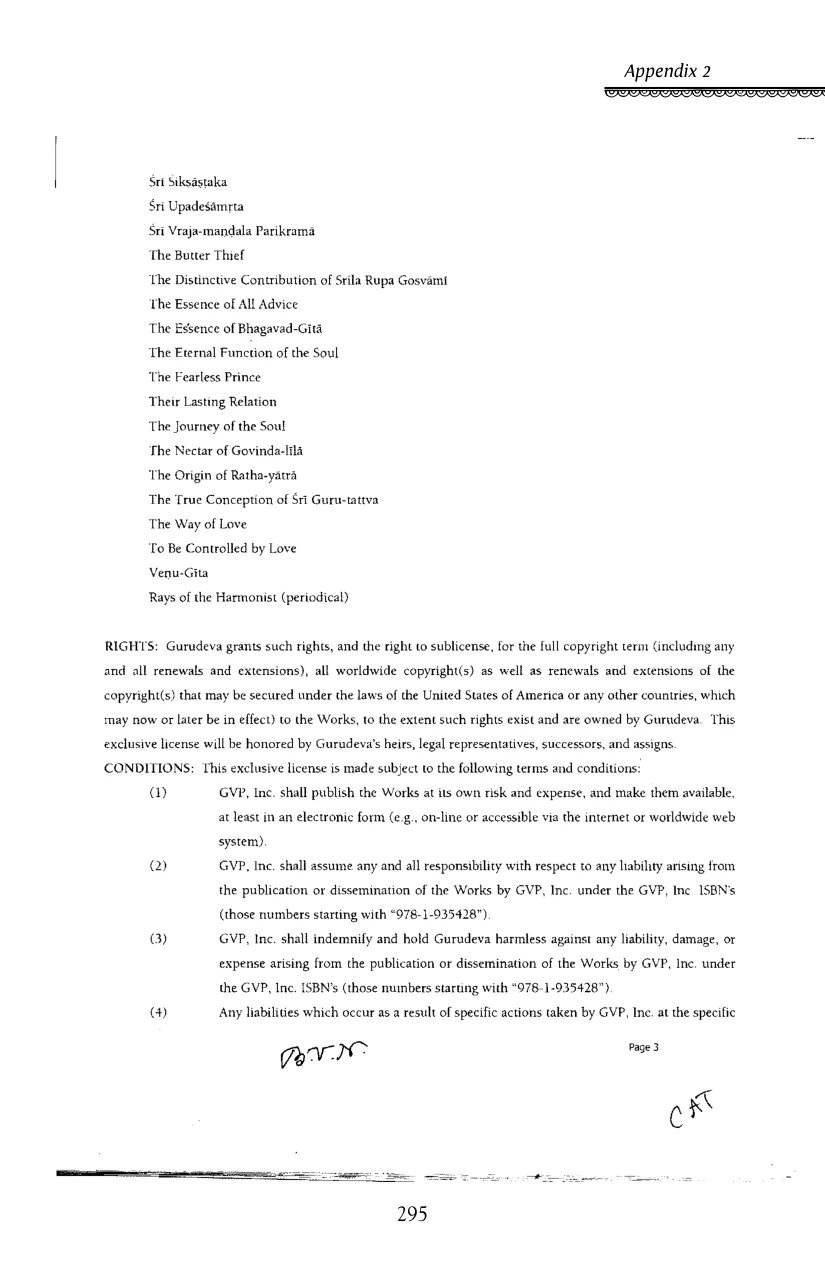 Appendix 2
Śrī Śikṣāṣṭaka
Śrī Upadeśāmṛta
Śrī Vraja-maṇḍala Parikramā
The Butter Thief
The Distinctive Contribution of Srila Rupa Gosvāmī
The Essence of All Advice
The Essence of Bhagavad-Gītā
The Eternal Function of the Soul
The Fearless Prince
Their Lasting Relation
The Journey of the Soul
The Nectar of Govinda-līlā
The Origin of Ratha-yātrā
The True Conception of Śrī Guru-tattva
The Way of Love
To Be Controlled by Love
Veṇu-Gīta
Rays of the Harmonist (periodical)
RIGHTS: Gurudeva grants such rights, and the right to sublicense, for the full copyright term (including any
and all renewals and extensions), all worldwide copyright(s) as well as renewals and extensions of the
copyright(s) that may be secured under the laws of the United States of America or any other countries, which
may now or later be in effect) to the Works, to the extent such rights exist and are owned by Gurudeva. This
exclusive license will be honored by Gurudeva's heirs, legal representatives, successors, and assigns.
CONDITIONS: This exclusive license is made subject to the following terms and conditions:
(1) GVP, Inc. shall publish the Works at its own risk and expense, and make them available,
at least in an electronic form (e.g., on-line or accessible via the internet or worldwide web
system).
(2) GVP, Inc. shall assume any and all responsibility with respect to any liability arising from
the publication or dissemination of the Works by GVP, Inc. under the GVP, Inc. ISBN's
(those numbers starting with "978-1-935428").
(3) GVP, Inc. shall indemnify and hold Gurudeva harmless against any liability, damage, or
expense arising from the publication or dissemination of the Works by GVP, Inc. under
the GVP, Inc. ISBN's (those numbers starting with "978-1-935428").
(4) Any liabilities which occur as a result of specific actions taken by GVP, Inc. at the specific
B.V.N.
Page 3
CAT
295